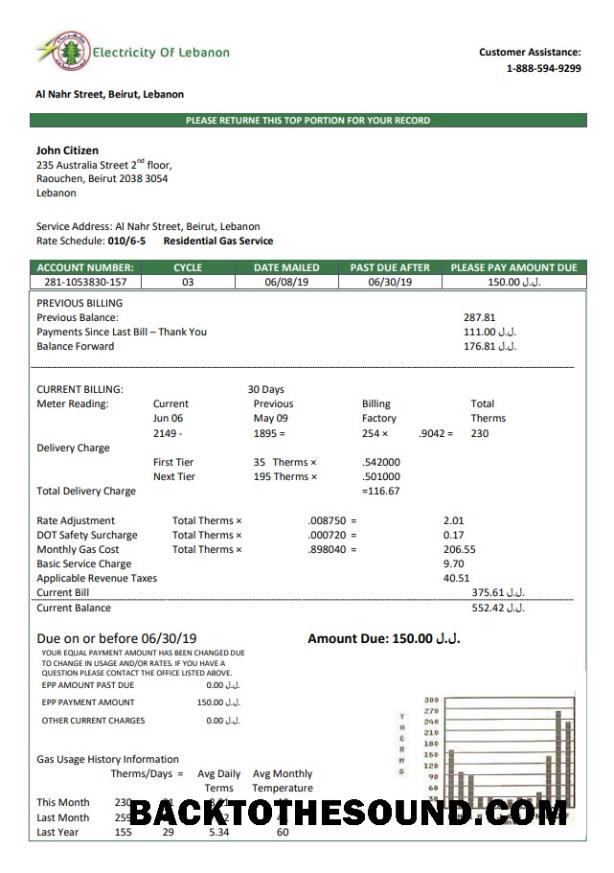 Electricity Of Lebanon
Customer Assistance:
1-888-594-9299
Al Nahr Street, Beirut, Lebanon
PLEASE RETURNE THIS TOP PORTION FOR YOUR RECORD
John Citizen
235 Australia Street 2nd floor,
Raouchen, Beirut 2038 3054
Lebanon
Service Address: Al Nahr Street, Beirut, Lebanon
Rate Schedule: 010/6-5 Residential Gas Service
ACCOUNT NUMBER: CYCLE DATE MAILED PAST DUE AFTER PLEASE PAY AMOUNT DUE
281-1053830-157 03 06/08/19 06/30/19 150.00 ل.ل.
PREVIOUS BILLING
Previous Balance: 287.81
Payments Since Last Bill – Thank You 111.00 ل.ل.
Balance Forward 176.81 ل.ل.
CURRENT BILLING: 30 Days
Meter Reading: Current Previous Billing Total
Jun 06 May 09 Factory Therms
2149 - 1895 = 254 × .9042 = 230
Delivery Charge
First Tier 35 Therms × .542000
Next Tier 195 Therms × .501000
Total Delivery Charge =116.67
Rate Adjustment Total Therms × .008750 = 2.01
DOT Safety Surcharge Total Therms × .000720 = 0.17
Monthly Gas Cost Total Therms × .898040 = 206.55
Basic Service Charge 9.70
Applicable Revenue Taxes 40.51
Current Bill 375.61 ل.ل.
Current Balance 552.42 ل.ل.
Due on or before 06/30/19 Amount Due: 150.00 ل.ل.
YOUR EQUAL PAYMENT AMOUNT HAS BEEN CHANGED DUE
TO CHANGE IN USAGE AND/OR RATES. IF YOU HAVE A
QUESTION PLEASE CONTACT THE OFFICE LISTED ABOVE.
EPP AMOUNT PAST DUE 0.00 ل.ل.
EPP PAYMENT AMOUNT 150.00 ل.ل.
OTHER CURRENT CHARGES 0.00 ل.ل.
THERMS
300
270
240
210
180
150
120
90
60
30
Gas Usage History Information
Therms/Days = Avg Daily Avg Monthly
Terms Temperature
This Month 230
Last Month 259
Last Year 155 29 5.34 60
BACKTOTHESOUND.COM